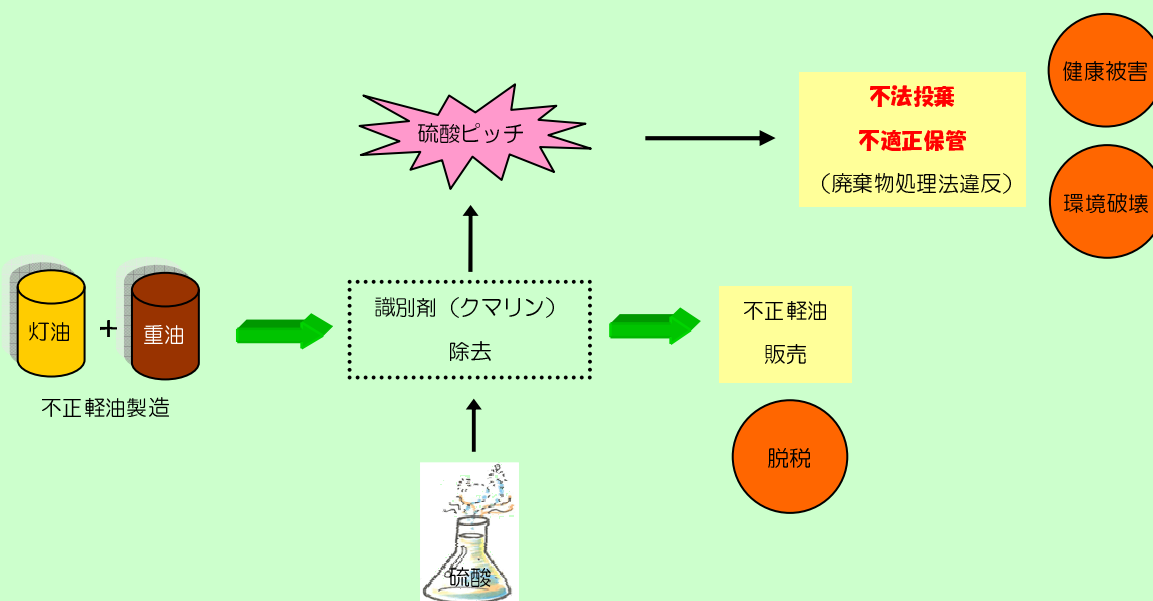 健康被害
不法投棄
硫酸ピッチ
不適正保管
(廃棄物処理法違反)
環境破壊
識別剤(クマリン)
除去
不正軽油
販売
灯油
+
重油
不正軽油製造
脱税
硫酸